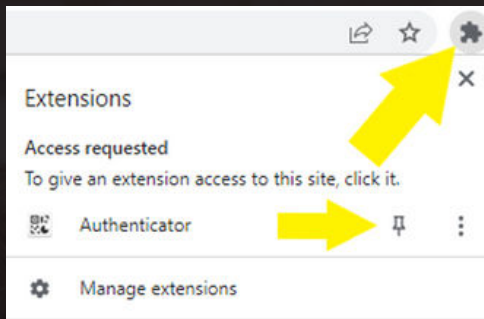 Extensions
Access requested
To give an extension access to this site, click it.
Authenticator
Manage extensions